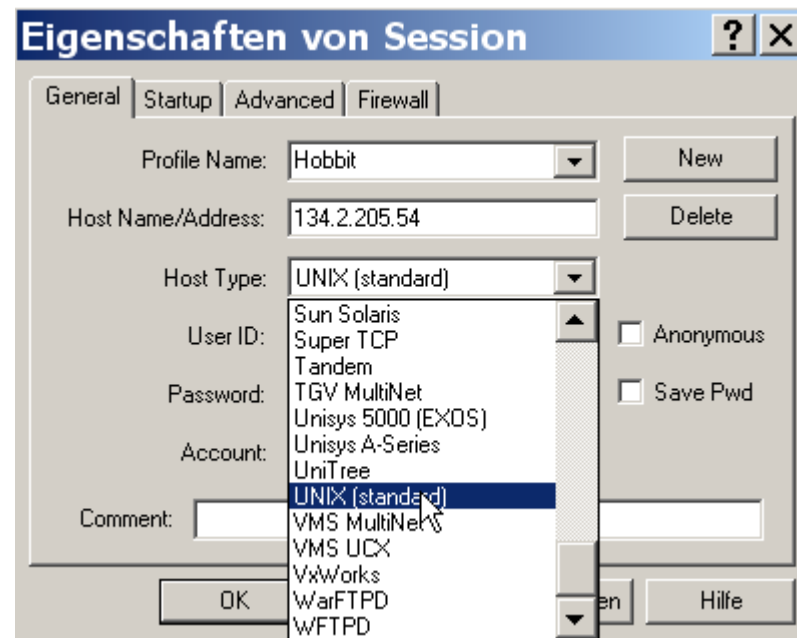 Eigenschaften von Session
General Startup Advanced Firewall
Profile Name: Hobbit New
Host Name/Address: 134.2.205.54 Delete
Host Type: UNIX (standard)
Sun Solaris
User ID: Super TCP Anonymous
Tandem
Password: TGV MultiNet Save Pwd
Unisys 5000 (EXOS)
Account: Unisys A-Series
UniTree
UNIX (standard)
Comment: VMS MultiNet
VMS UCX
VxWorks
OK WarFTPD en Hilfe
WFTPD